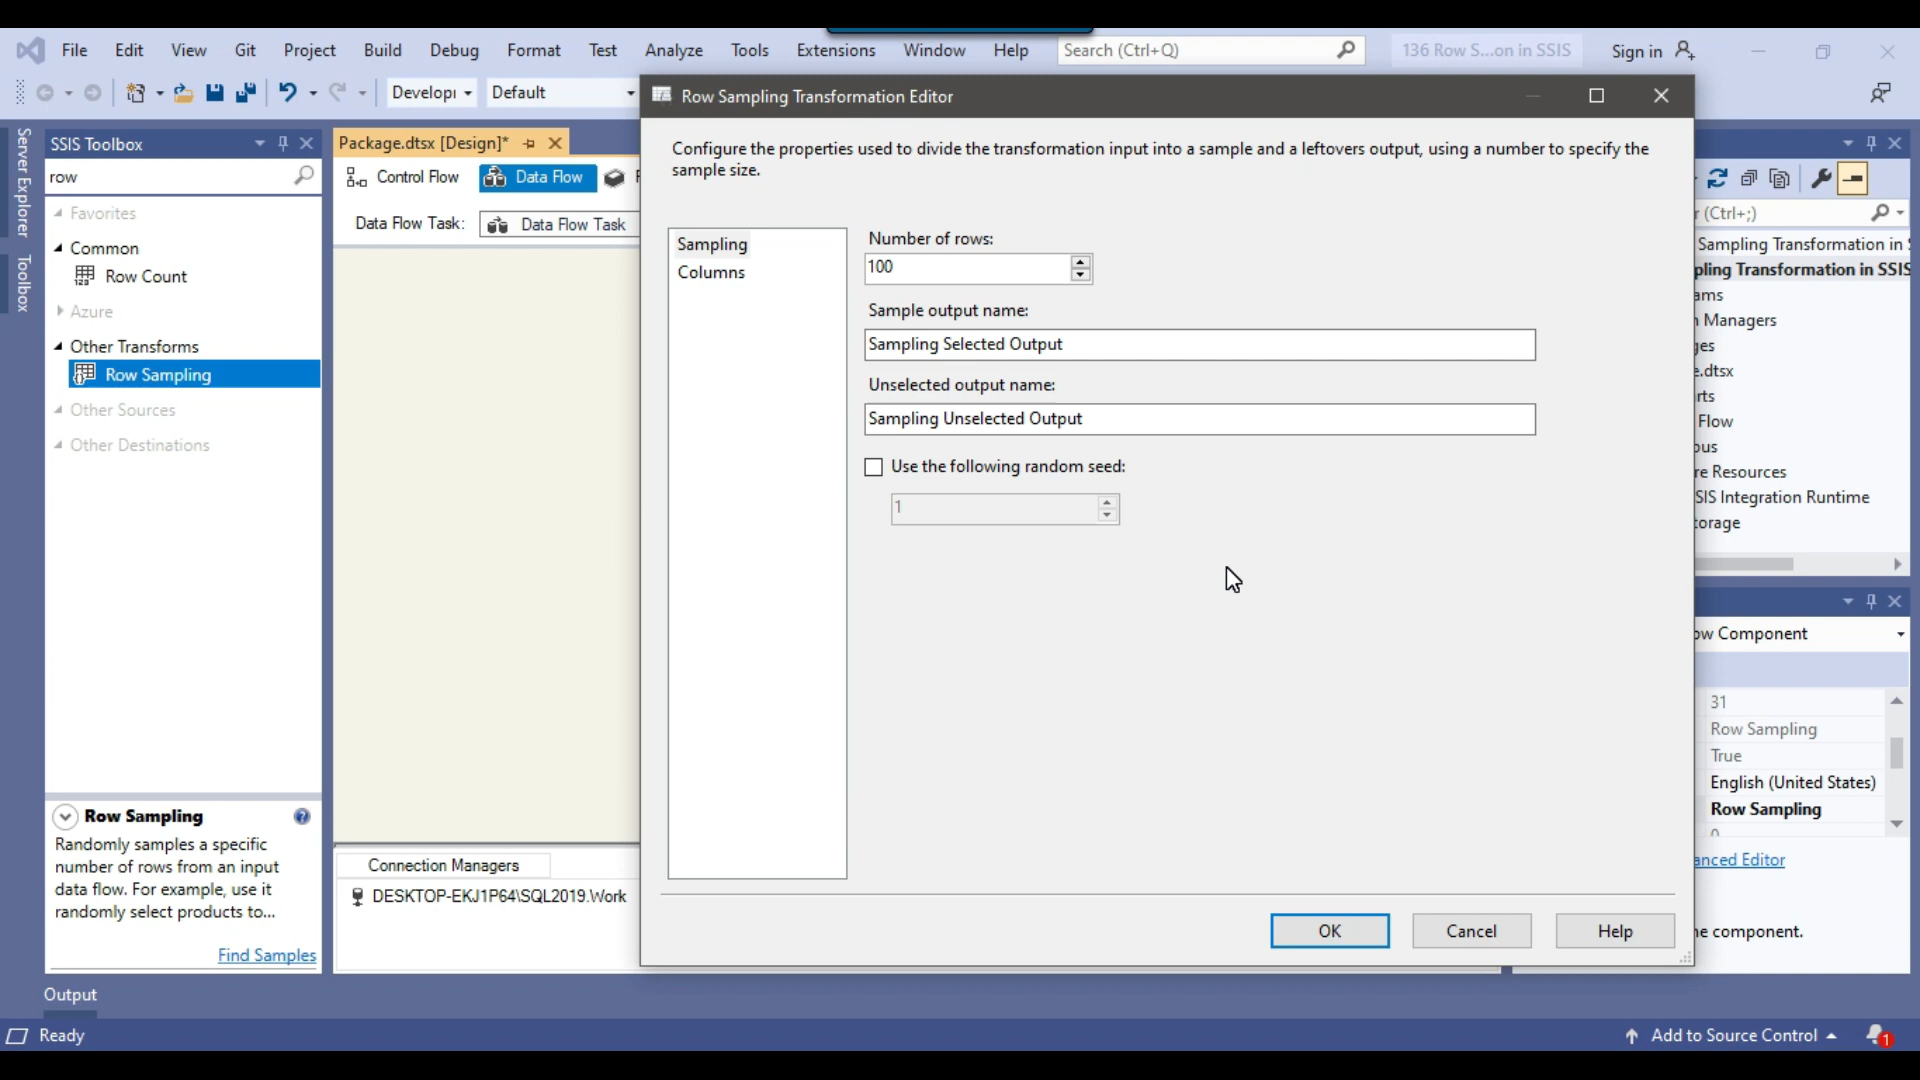 File Edit View Git Project Build Debug Format Test Analyze Tools Extensions Window Help Search (Ctrl+Q) 136 Row S...on in SSIS Sign in
Developi Default
Server Explorer
Toolbox
SSIS Toolbox
row
Favorites
Common
Row Count
Azure
Other Transforms
Row Sampling
Other Sources
Other Destinations
Row Sampling
Randomly samples a specific
number of rows from an input
data flow. For example, use it
randomly select products to...
Find Samples
Package.dtsx [Design]*
Control Flow Data Flow
Data Flow Task: Data Flow Task
Connection Managers
DESKTOP-EKJ1P64\SQL2019.Work
Row Sampling Transformation Editor
Configure the properties used to divide the transformation input into a sample and a leftovers output, using a number to specify the
sample size.
Sampling
Columns
Number of rows:
100
Sample output name:
Sampling Selected Output
Unselected output name:
Sampling Unselected Output
Use the following random seed:
1
OK Cancel Help
r (Ctrl+;)
Sampling Transformation in
pling Transformation in SSIS
ams
Managers
ges
.dtsx
rts
Flow
ous
re Resources
SIS Integration Runtime
torage
ow Component
31
Row Sampling
True
English (United States)
Row Sampling
0
anced Editor
he component.
Output
Ready
Add to Source Control
1